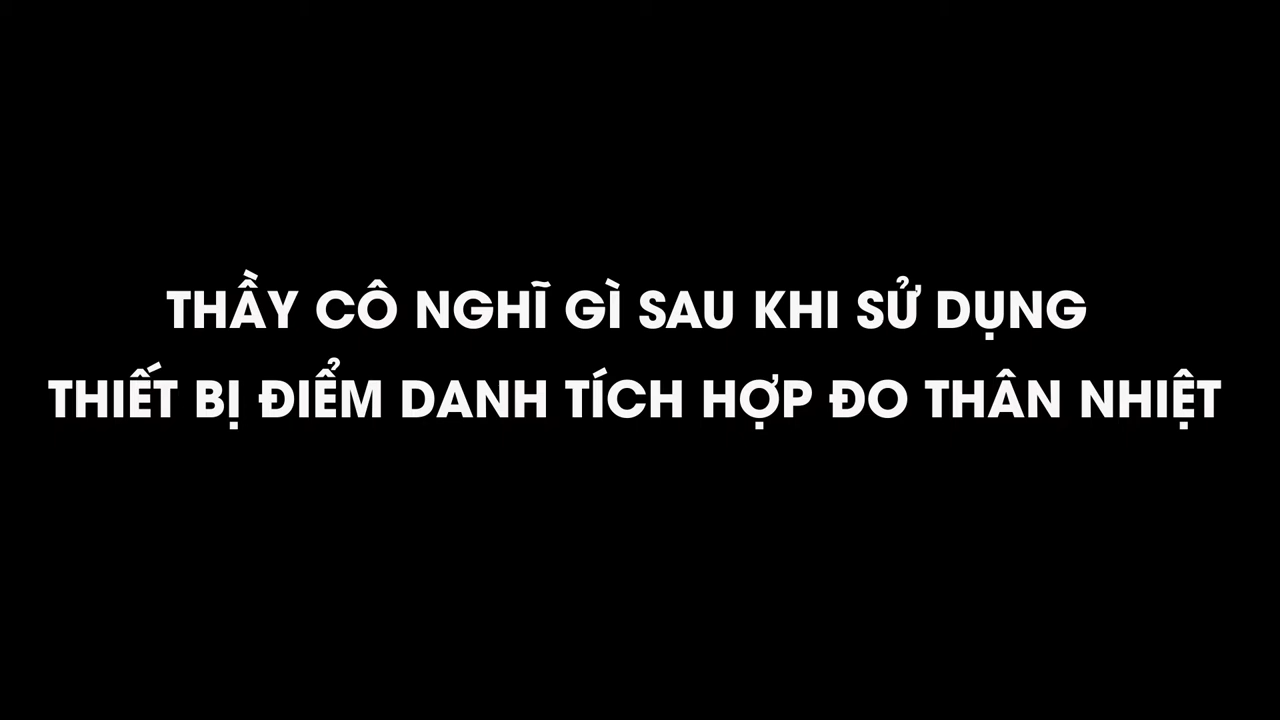 THẦY CÔ NGHĨ GÌ SAU KHI SỬ DỤNG
THIẾT BỊ ĐIỂM DANH TÍCH HỢP ĐO THÂN NHIỆT